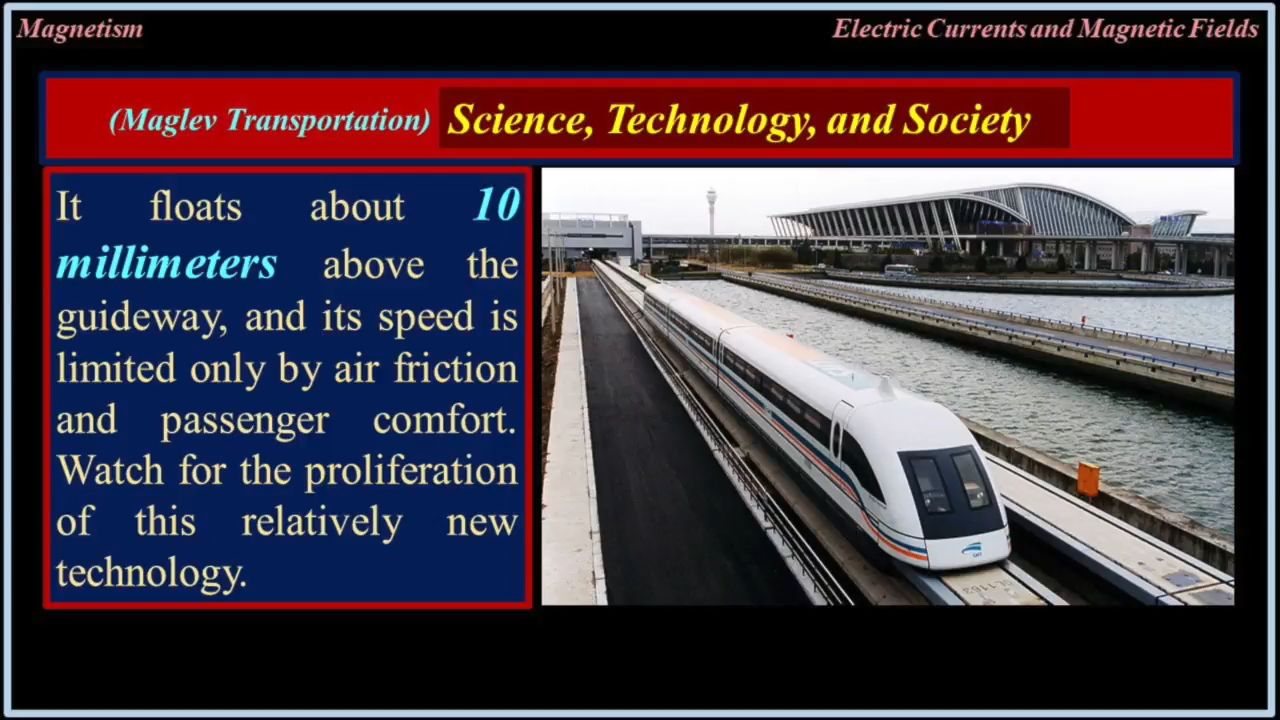 Magnetism
Electric Currents and Magnetic Fields
(Maglev Transportation) Science, Technology, and Society
It floats about 10
millimeters above the
guideway, and its speed is
limited only by air friction
and passenger comfort.
Watch for the proliferation
of this relatively new
technology.